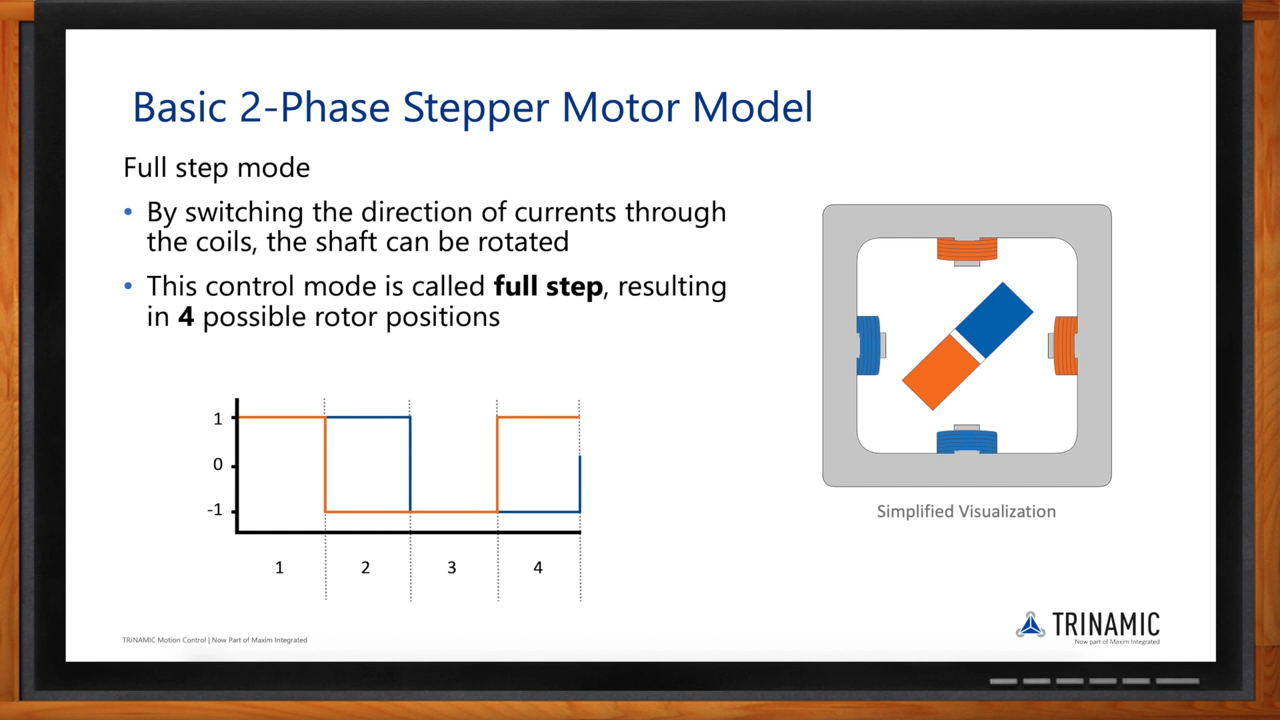 Basic 2-Phase Stepper Motor Model
Full step mode
• By switching the direction of currents through
the coils, the shaft can be rotated
• This control mode is called full step, resulting
in 4 possible rotor positions
1
0
-1
1 2 3 4
Simplified Visualization
TRINAMIC Motion Control | Now Part of Maxim Integrated
TRINAMIC
Now part of Maxim Integrated